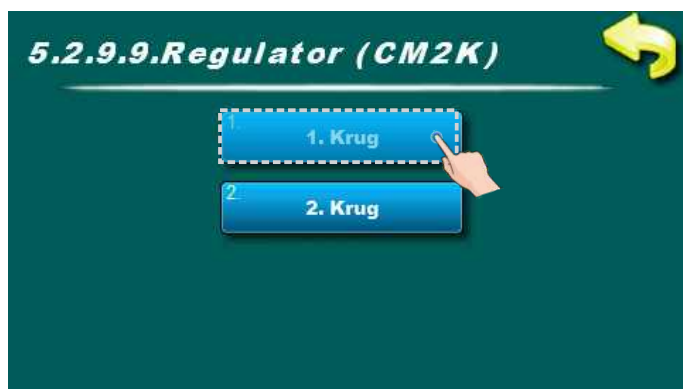 5.2.9.9.Regulator (CM2K)
1.
1. Krug
2.
2. Krug